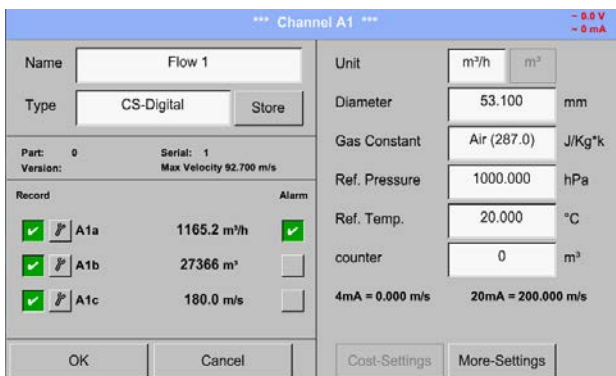 *** Channel A1 ***
~ 0.0 V
~ 0 mA
Name
Flow 1
Type
CS-Digital
Store
Part: 0
Serial: 1
Version:
Max Velocity 92.700 m/s
Record
Alarm
A1a
1165.2 m³/h
A1b
27366 m³
A1c
180.0 m/s
OK
Cancel
Unit
m³/h
m³
Diameter
53.100
mm
Gas Constant
Air (287.0)
J/Kg*k
Ref. Pressure
1000.000
hPa
Ref. Temp.
20.000
°C
counter
0
m³
4mA = 0.000 m/s
20mA = 200.000 m/s
Cost-Settings
More-Settings